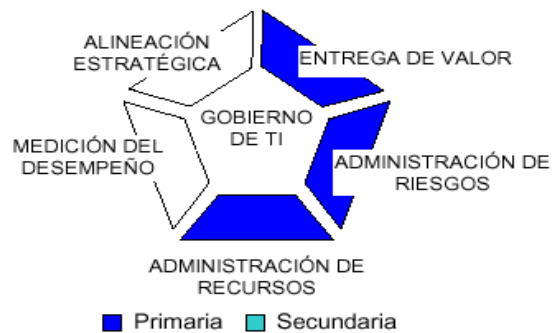 ALINEACIÓN
ESTRATÉGICA
ENTREGA DE VALOR
GOBIERNO
DE TI
MEDICIÓN DEL
DESEMPEÑO
ADMINISTRACIÓN DE
RIESGOS
ADMINISTRACIÓN DE
RECURSOS
Primaria Secundaria